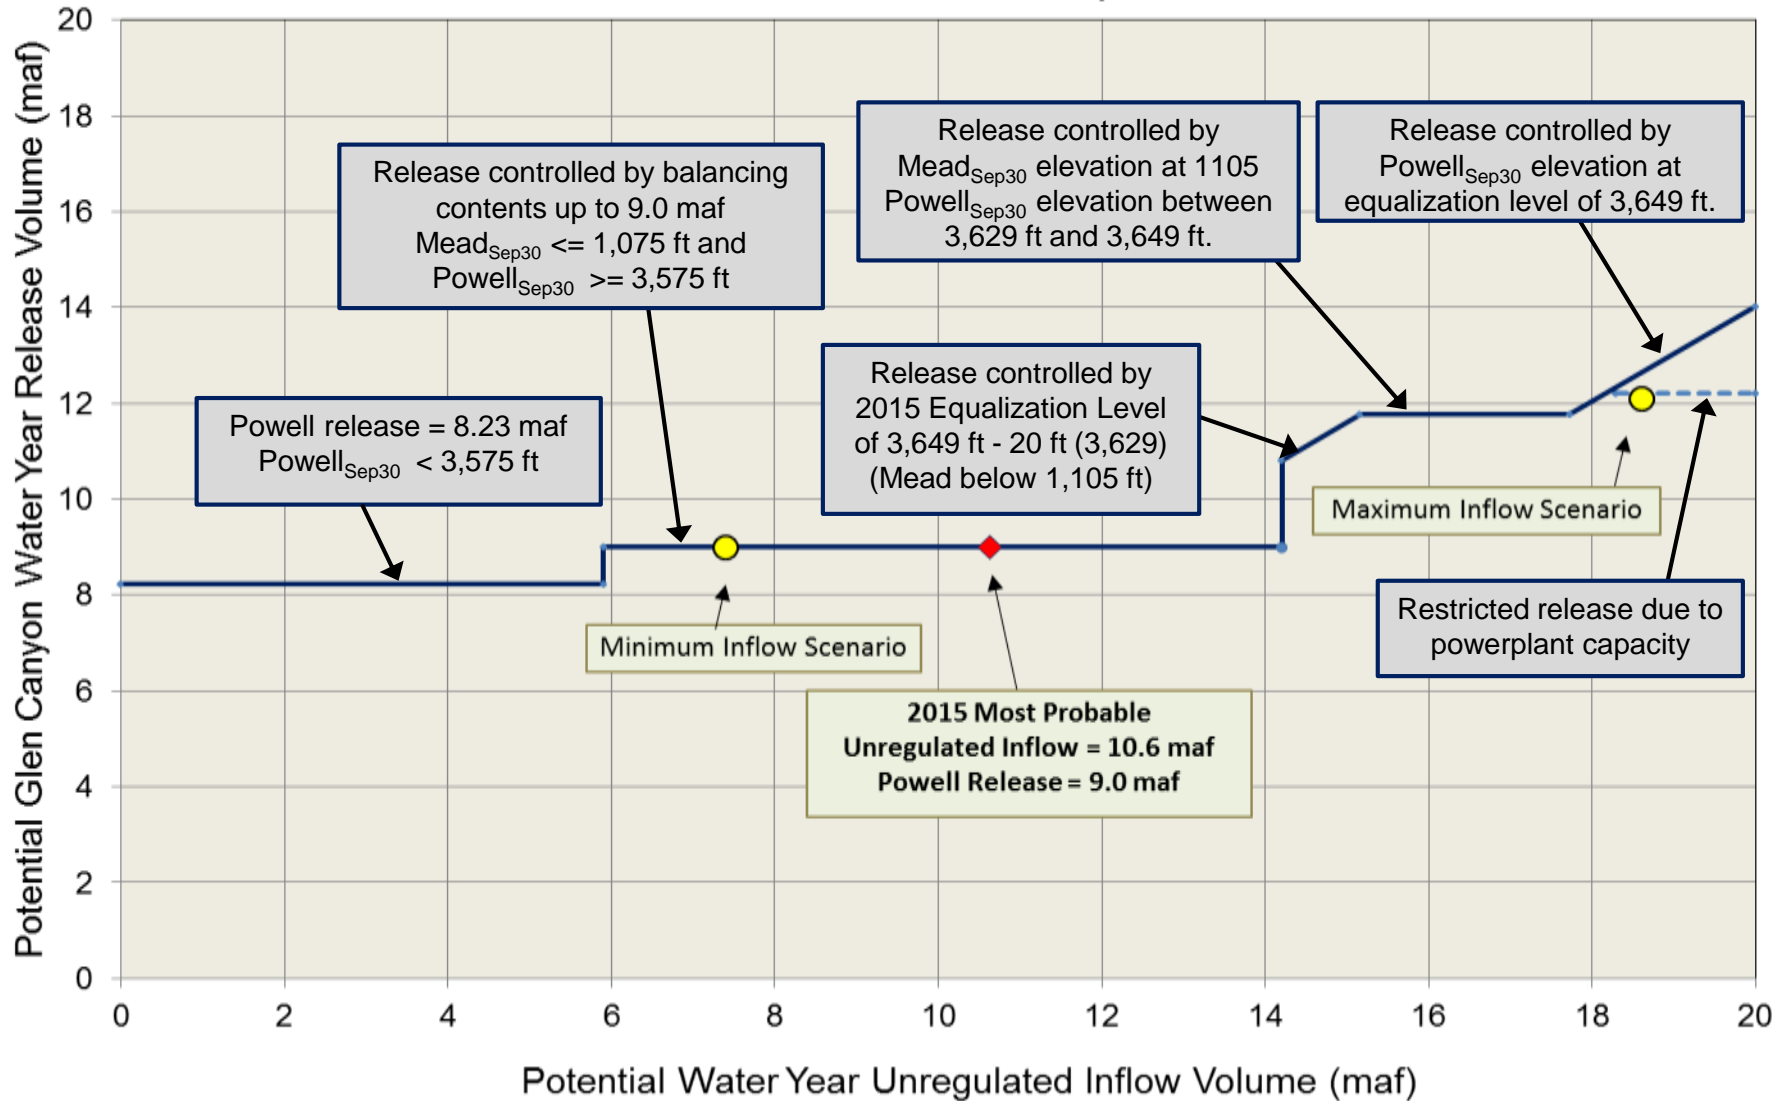 Potential Glen Canyon Water Year Release Volume (maf)
20
18
16
14
12
10
8
6
4
2
0
Release controlled by balancing
contents up to 9.0 maf
Mead_Sep30 <= 1,075 ft and
Powell_Sep30 >= 3,575 ft
Release controlled by
Mead_Sep30 elevation at 1105
Powell_Sep30 elevation between
3,629 ft and 3,649 ft.
Release controlled by
Powell_Sep30 elevation at
equalization level of 3,649 ft.
Powell release = 8.23 maf
Powell_Sep30 < 3,575 ft
Release controlled by
2015 Equalization Level
of 3,649 ft - 20 ft (3,629)
(Mead below 1,105 ft)
Maximum Inflow Scenario
Restricted release due to
powerplant capacity
Minimum Inflow Scenario
2015 Most Probable
Unregulated Inflow = 10.6 maf
Powell Release = 9.0 maf
0 2 4 6 8 10 12 14 16 18 20
Potential Water Year Unregulated Inflow Volume (maf)